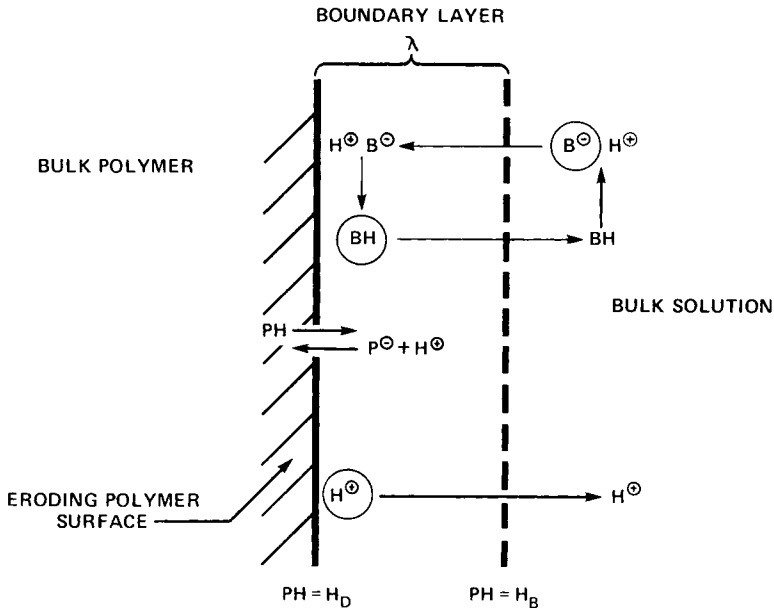 BOUNDARY LAYER
λ
H⊕ B⊖
B⊖ H⊕
BULK POLYMER
BH
BH
BULK SOLUTION
PH
P⊖ + H⊕
H⊕
H⊕
ERODING POLYMER
SURFACE
PH = H_D
PH = H_B